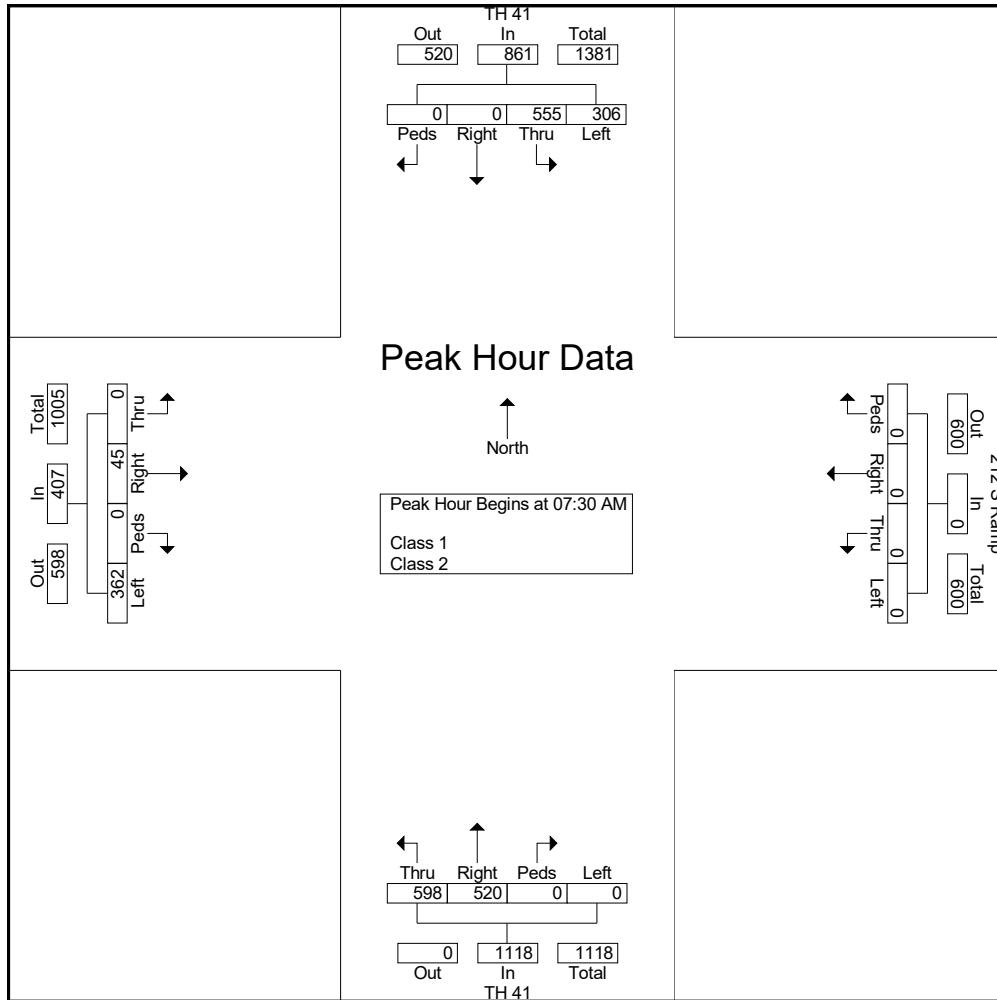 TH 41
Out In Total
520 861 1381
0 0 555 306
Peds Right Thru Left
Peak Hour Data
North
Peak Hour Begins at 07:30 AM
Class 1
Class 2
Total In Out
1005 407 598
0 45 0 362
Thru Right Peds Left
Out In Total
600 0 600
0 0 0 0
Peds Right Thru Left
Thru Right Peds Left
598 520 0 0
0 1118 1118
Out In Total
TH 41